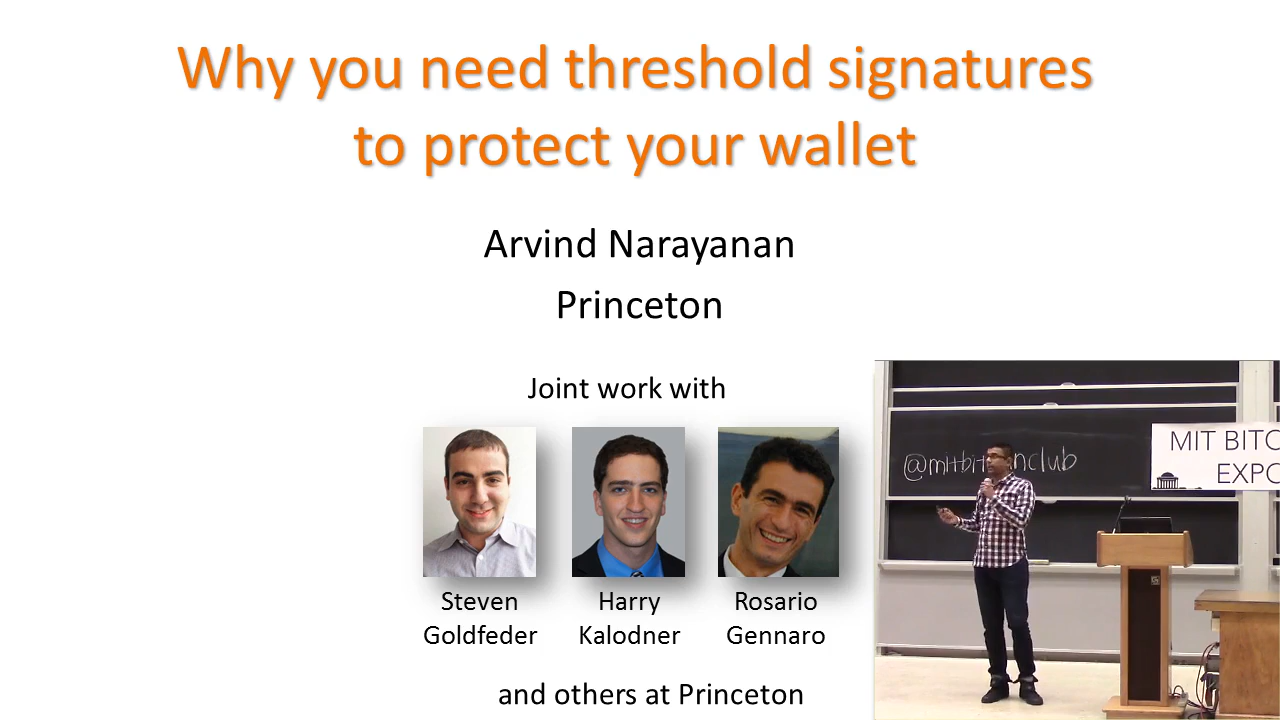 Why you need threshold signatures
to protect your wallet
Arvind Narayanan
Princeton
Joint work with
Steven
Goldfeder
Harry
Kalodner
Rosario
Gennaro
and others at Princeton
MIT BITC
EXPO